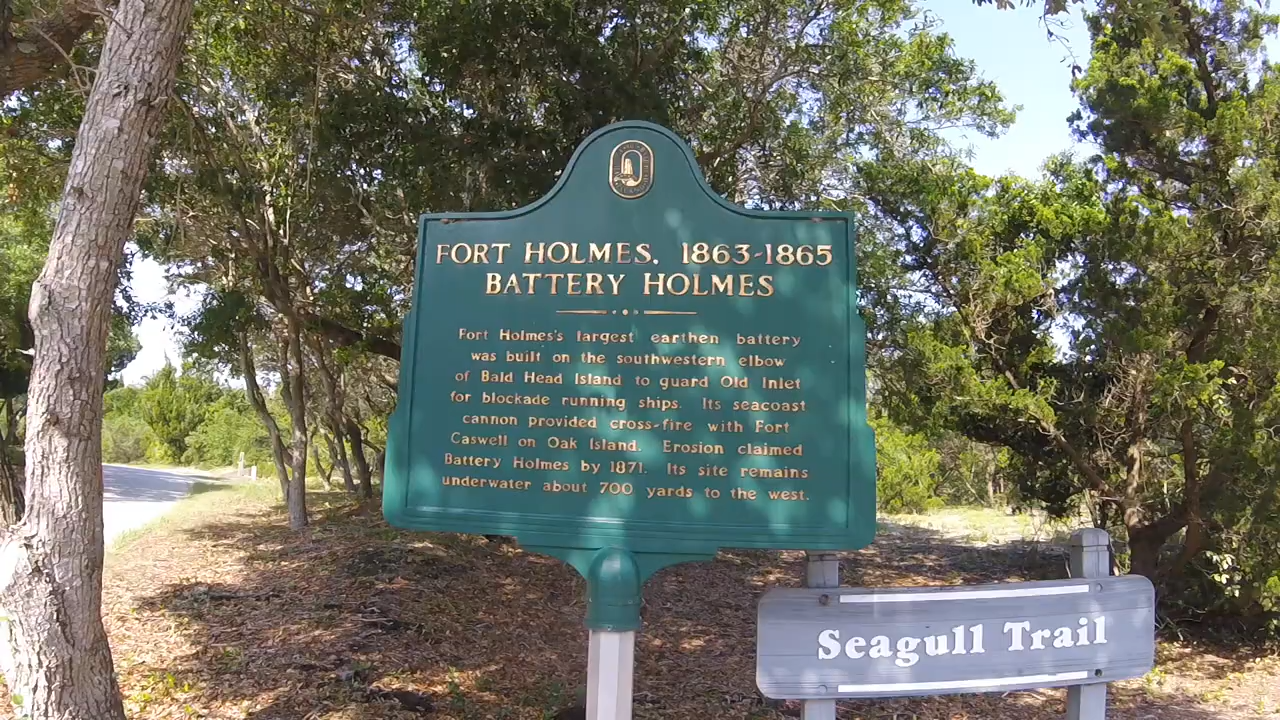 FORT HOLMES, 1863-1865
BATTERY HOLMES
Fort Holmes's largest earthen battery
was built on the southwestern elbow
of Bald Head Island to guard Old Inlet
for blockade running ships. Its seacoast
cannon provided cross-fire with Fort
Caswell on Oak Island. Erosion claimed
Battery Holmes by 1871. Its site remains
underwater about 700 yards to the west.
Seagull Trail